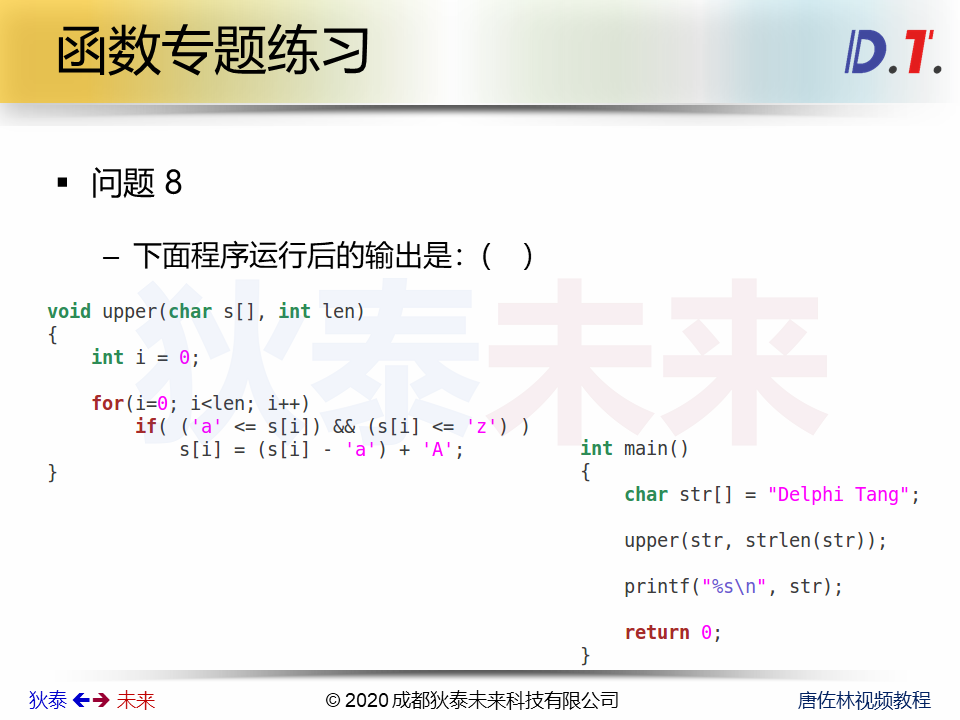 函数专题练习
D.T.
问题 8
– 下面程序运行后的输出是：(    )
狄泰未来
void upper(char s[], int len)
{
    int i = 0;
    for(i=0; i<len; i++)
        if( ('a' <= s[i]) && (s[i] <= 'z') )
            s[i] = (s[i] - 'a') + 'A';
}
int main()
{
    char str[] = "Delphi Tang";
    upper(str, strlen(str));
    printf("%s\n", str);
    return 0;
}
狄泰 未来
© 2020 成都狄泰未来科技有限公司
唐佐林视频教程